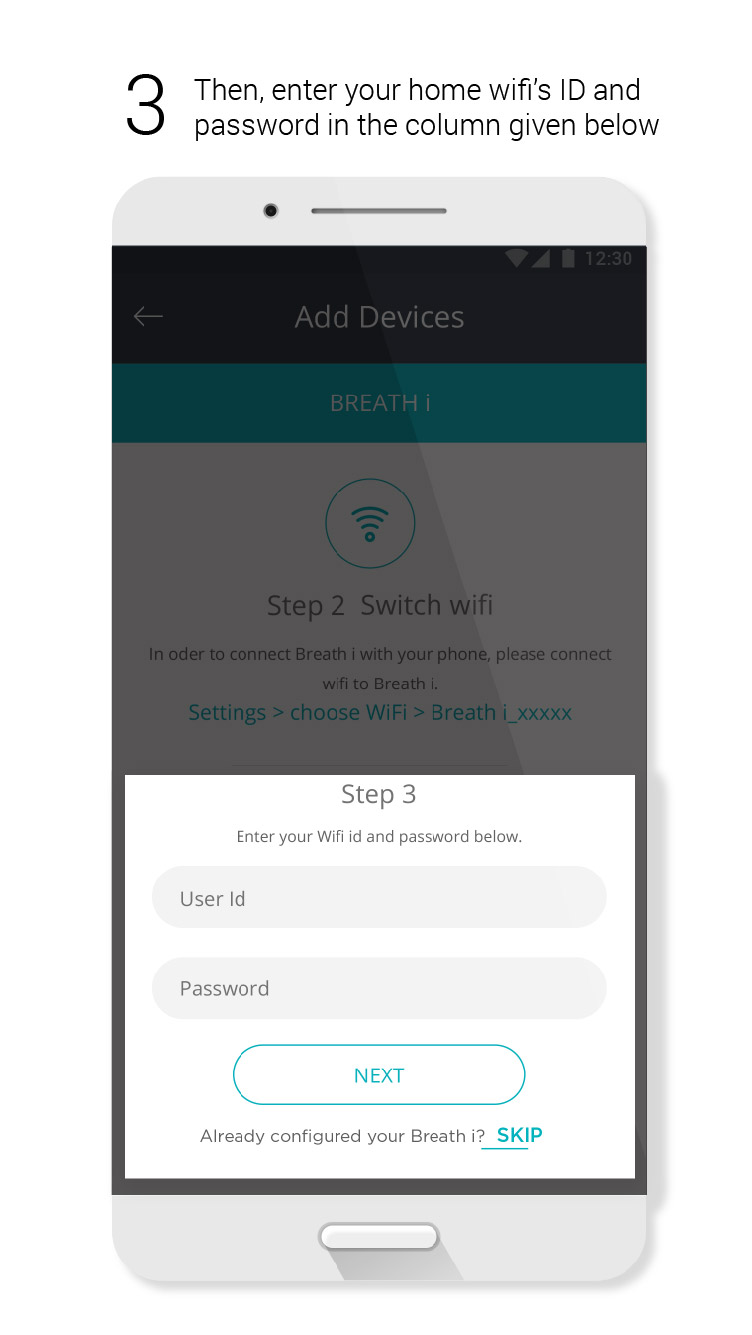 3
Then, enter your home wifi’s ID and
password in the column given below
12:30
Add Devices
BREATH i
Step 2  Switch wifi
In oder to connect Breath i with your phone, please connect
wifi to Breath i.
Settings > choose WiFi > Breath i_xxxxx
Step 3
Enter your Wifi id and password below.
User Id
Password
NEXT
Already configured your Breath i? SKIP